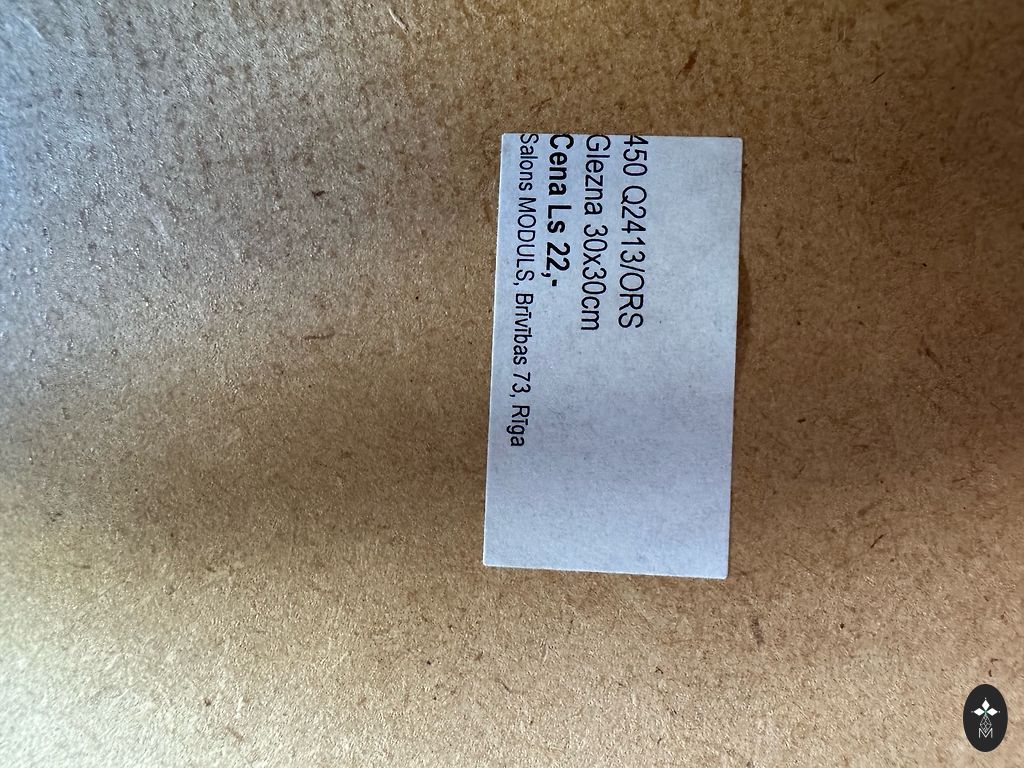 450 Q2413/ORS
Glezna 30x30cm
Cena Ls 22,-
Salons MODULS, Brīvības 73, Rīga
M